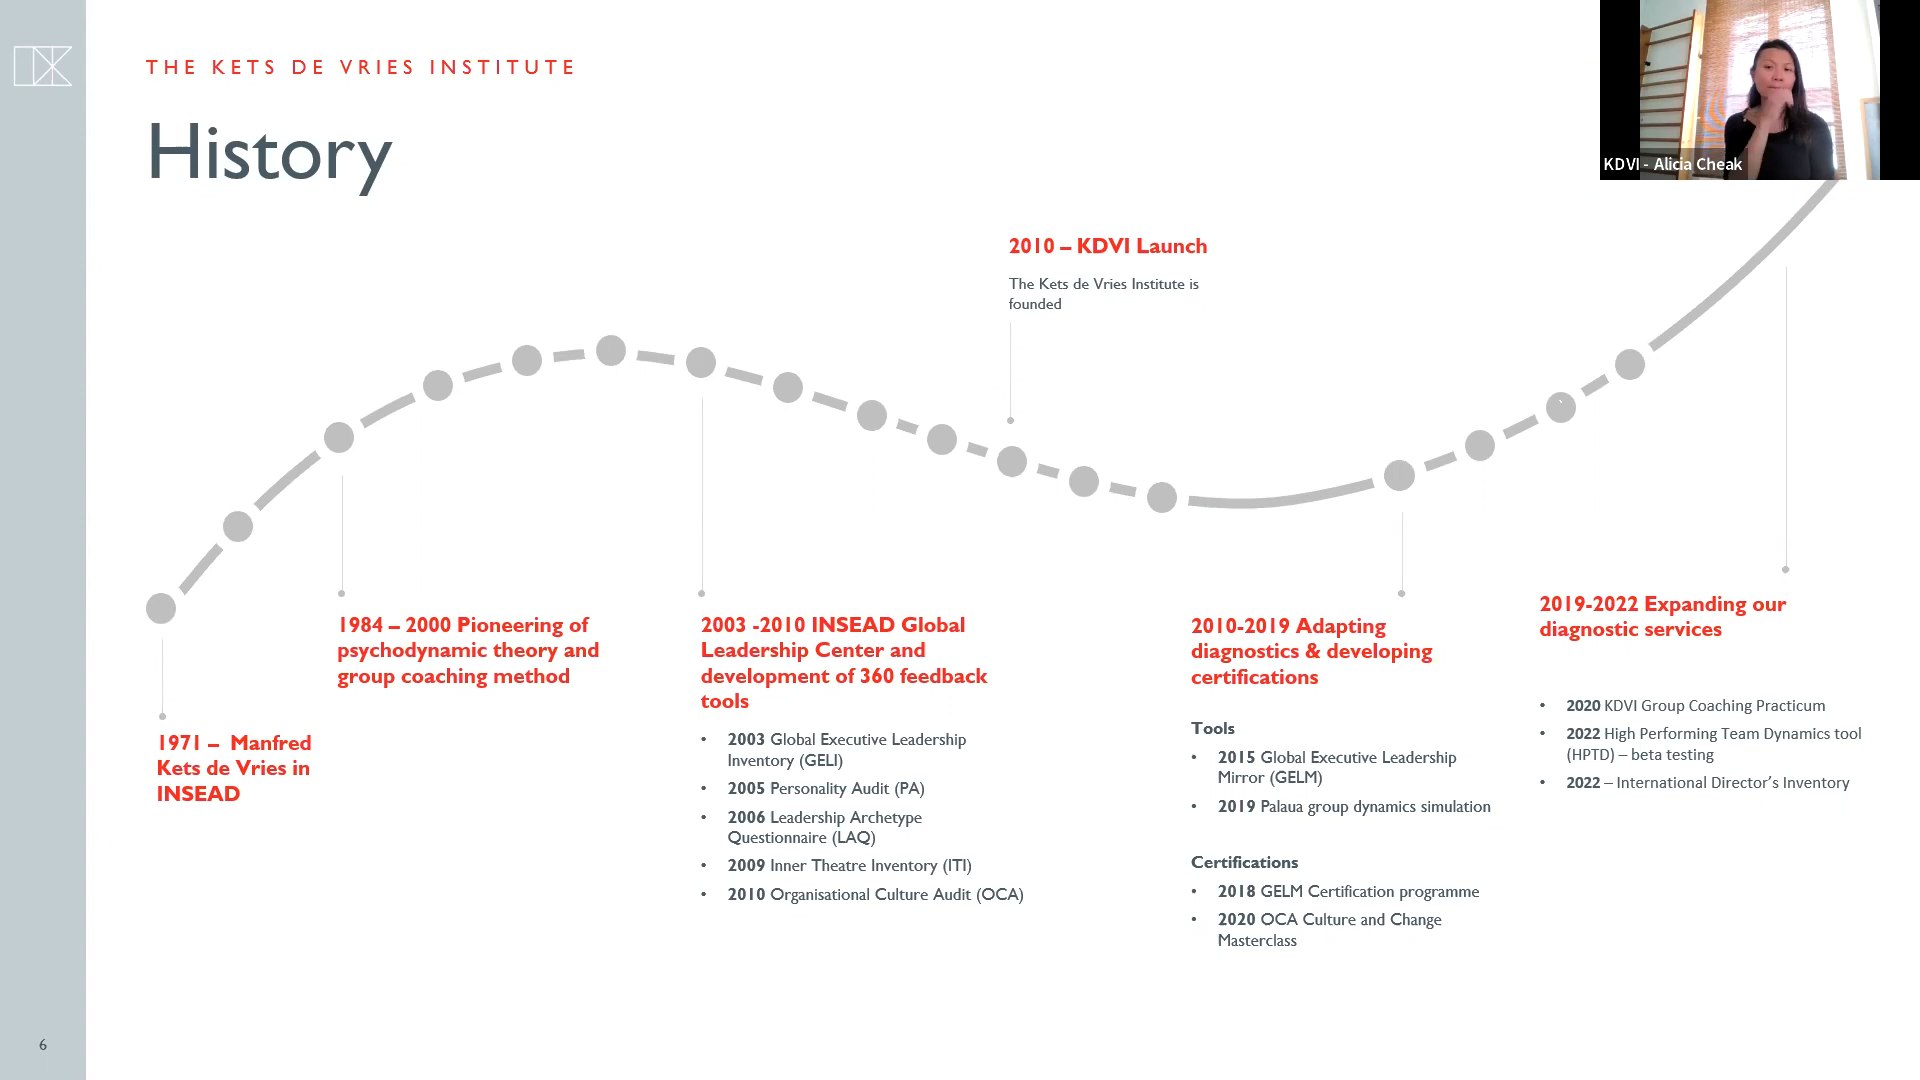 THE KETS DE VRIES INSTITUTE
History
KDVI - Alicia Cheak
2010 – KDVI Launch
The Kets de Vries Institute is
founded
1971 –  Manfred
Kets de Vries in
INSEAD
1984 – 2000 Pioneering of
psychodynamic theory and
group coaching method
2003 -2010 INSEAD Global
Leadership Center and
development of 360 feedback
tools
• 2003 Global Executive Leadership
Inventory (GELI)
• 2005 Personality Audit (PA)
• 2006 Leadership Archetype
Questionnaire (LAQ)
• 2009 Inner Theatre Inventory (ITI)
• 2010 Organisational Culture Audit (OCA)
2010-2019 Adapting
diagnostics & developing
certifications
Tools
• 2015 Global Executive Leadership
Mirror (GELM)
• 2019 Palaua group dynamics simulation
Certifications
• 2018 GELM Certification programme
• 2020 OCA Culture and Change
Masterclass
2019-2022 Expanding our
diagnostic services
• 2020 KDVI Group Coaching Practicum
• 2022 High Performing Team Dynamics tool
(HPTD) – beta testing
• 2022 – International Director’s Inventory
6